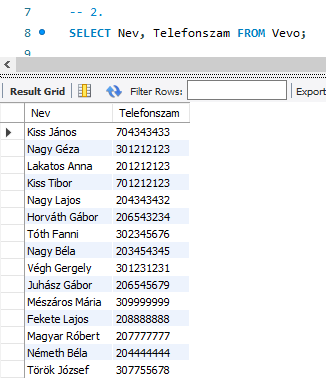 7 -- 2.
8 SELECT Nev, Telefonszam FROM Vevo;
9
Result Grid Filter Rows: Export
Nev Telefonszam
Kiss János 704343433
Nagy Géza 301212123
Lakatos Anna 201212123
Kiss Tibor 701212123
Nagy Lajos 204343432
Horváth Gábor 206543234
Tóth Fanni 302345676
Nagy Béla 203454345
Végh Gergely 301231231
Juhász Gábor 206545679
Mészáros Mária 309999999
Fekete Lajos 208888888
Magyar Róbert 207777777
Németh Béla 204444444
Török József 307755678